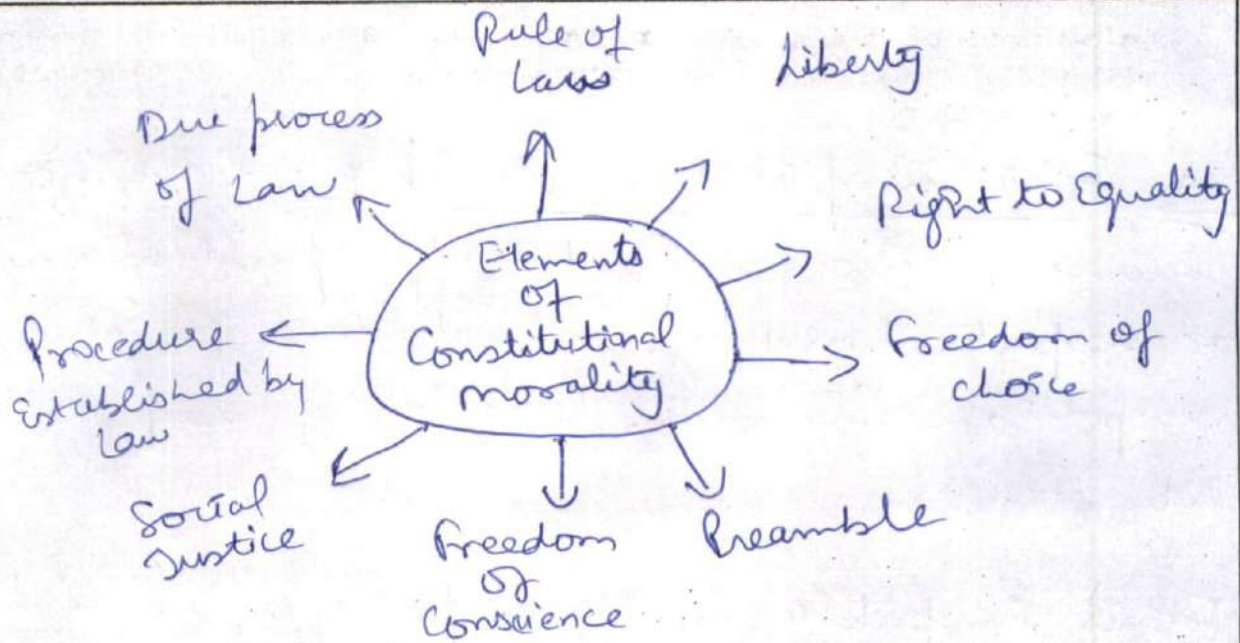 Rule of
Law
Liberty
Due process
of Law
Right to Equality
Elements
of
Constitutional
morality
Procedure
Established by
Law
Freedom of
choice
Social
Justice
Freedom
of
Conscience
Preamble